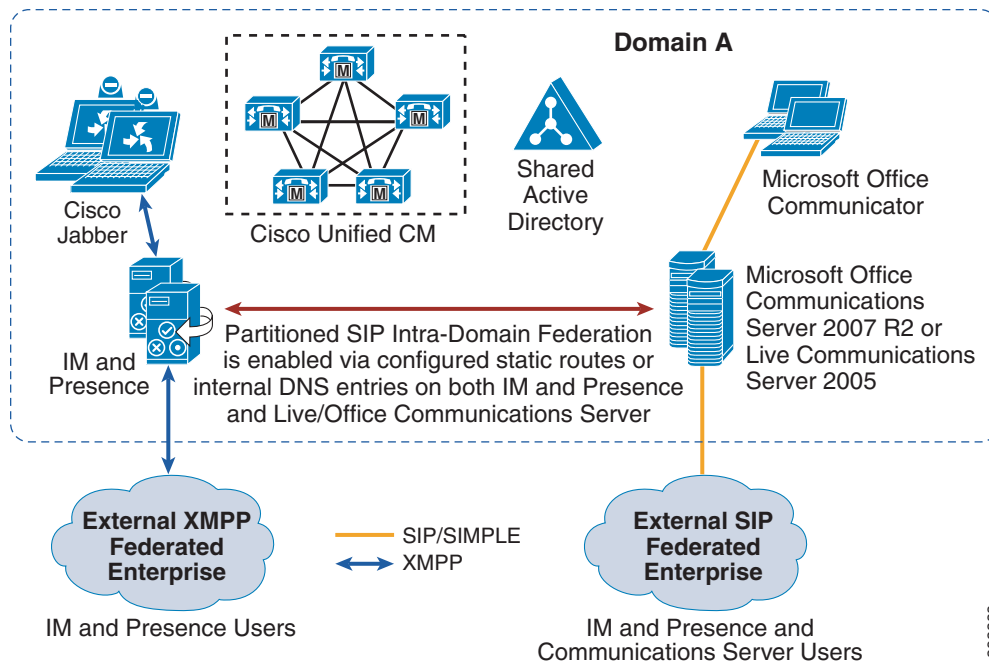 Domain A
M
M
M
M
M
Cisco
Jabber
Cisco Unified CM
Shared
Active
Directory
Microsoft Office
Communicator
IM and
Presence
Partitioned SIP Intra-Domain Federation
is enabled via configured static routes or
internal DNS entries on both IM and Presence
and Live/Office Communications Server
Microsoft Office
Communications
Server 2007 R2 or
Live Communications
Server 2005
External XMPP
Federated
Enterprise
IM and Presence Users
SIP/SIMPLE
XMPP
External SIP
Federated
Enterprise
IM and Presence and
Communications Server Users